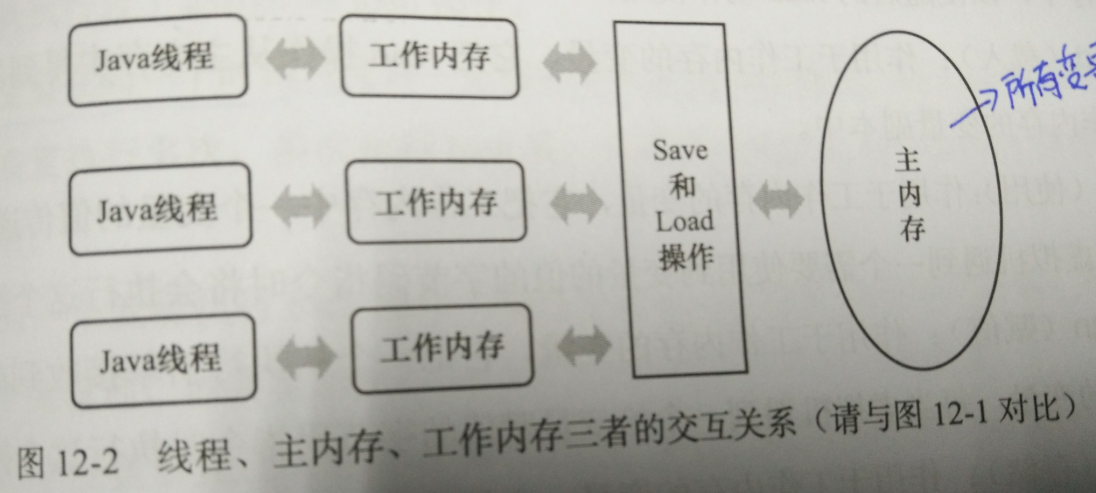 Java线程
工作内存
Java线程
工作内存
Java线程
工作内存
Save
和
Load
操作
主
内
存
所有变
图 12-2 线程、主内存、工作内存三者的交互关系（请与图 12-1 对比）